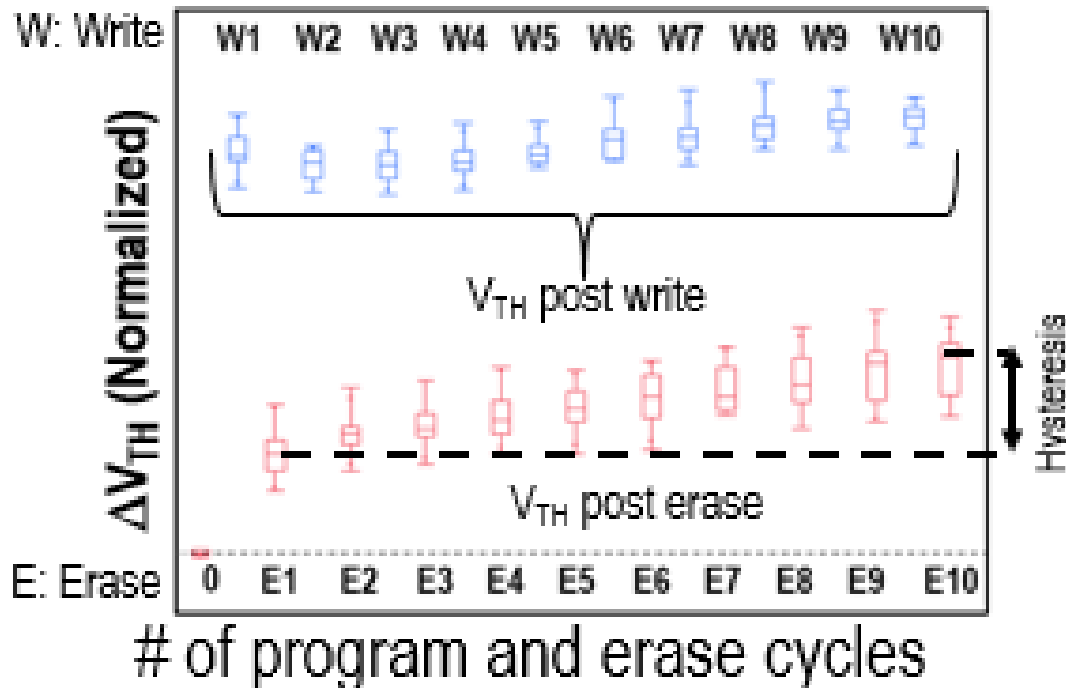 W: Write
W1 W2 W3 W4 W5 W6 W7 W8 W9 W10
ΔVTH (Normalized)
VTH post write
Hysteresis
VTH post erase
E: Erase
0 E1 E2 E3 E4 E5 E6 E7 E8 E9 E10
# of program and erase cycles